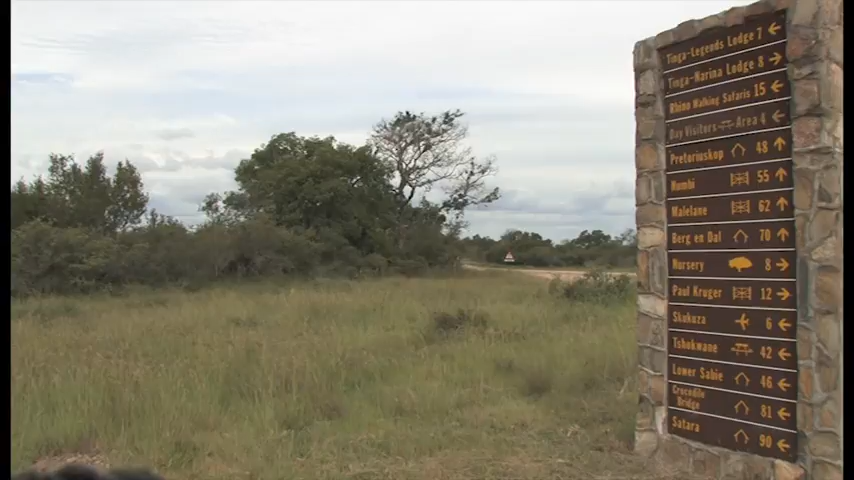 Tinga-Legends Lodge 7 ←
Tinga-Narina Lodge 8 →
Rhino Walking Safaris 15 ←
Day Visitors Area 4 ←
Pretoriuskop 48 ↑
Numbi 55 ↑
Malelane 62 ↑
Berg en Dal 70 ↑
Nursery 8 →
Paul Kruger 12 →
Skukuza 6 ←
Tshokwane 42 ←
Lower Sabie 46 ←
Crocodile
Bridge 81 ←
Satara 90 ←